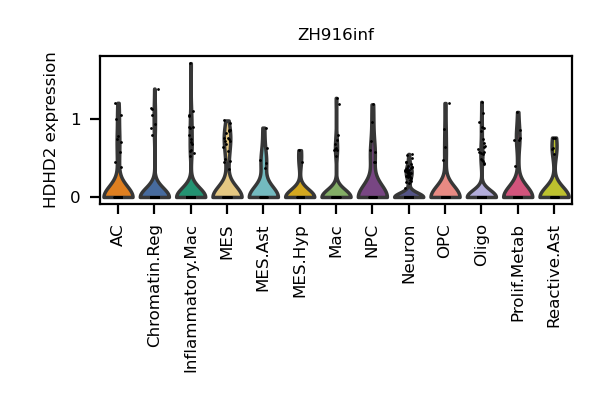 ZH916inf
HDHD2 expression
1
0
AC
Chromatin.Reg
Inflammatory.Mac
MES
MES.Ast
MES.Hyp
Mac
NPC
Neuron
OPC
Oligo
Prolif.Metab
Reactive.Ast